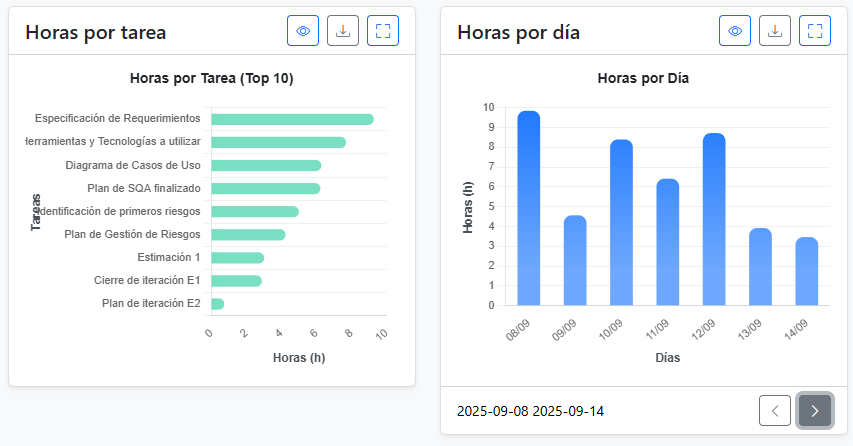 Horas por tarea
Horas por Tarea (Top 10)
Especificación de Requerimientos
erramientas y Tecnologías a utilizar
Diagrama de Casos de Uso
Plan de SQA finalizado
Identificación de primeros riesgos
Plan de Gestión de Riesgos
Estimación 1
Cierre de iteración E1
Plan de iteración E2
Tareas
0 2 4 6 8 10
Horas (h)
Horas por día
Horas por Día
10
9
8
7
6
5
4
3
2
1
0
Horas (h)
08/09 09/09 10/09 11/09 12/09 13/09 14/09
Días
2025-09-08 2025-09-14